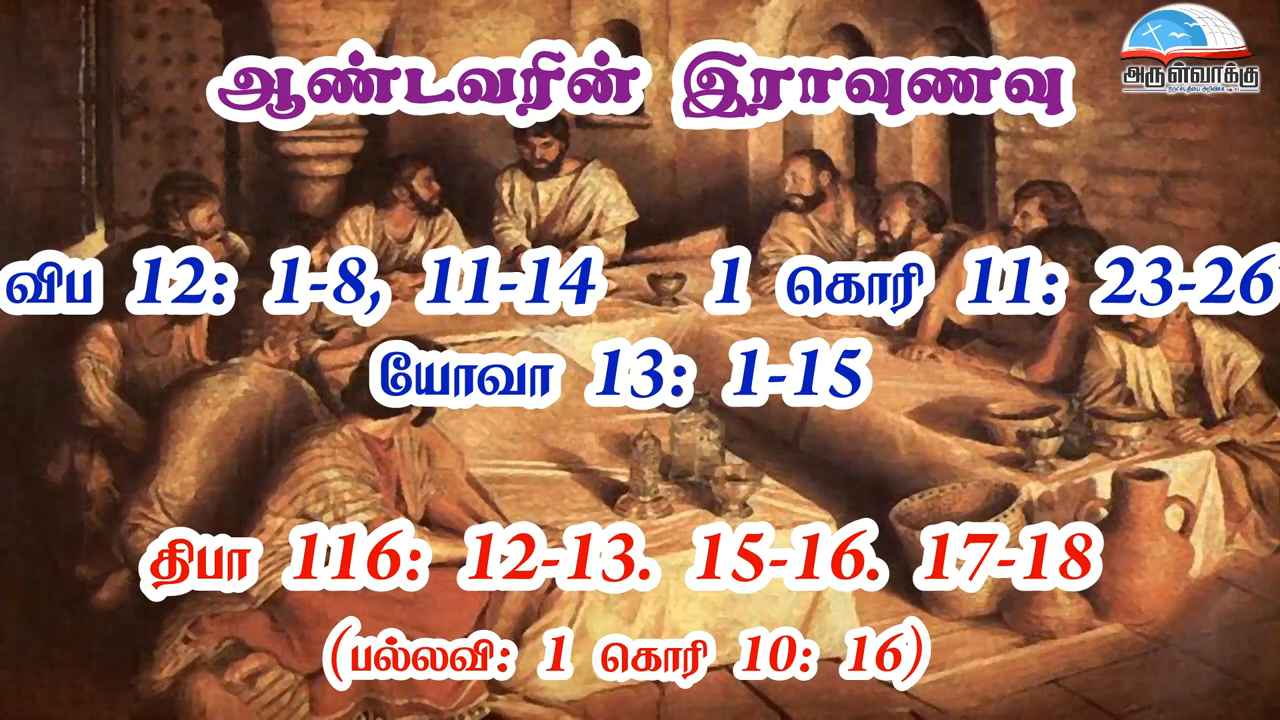 ஆண்டவரின் இராவுணவு
அருள்வாக்கு
விப 12: 1-8, 11-14 1 கொரி 11: 23-26
யோவா 13: 1-15
திபா 116: 12-13. 15-16. 17-18
(பல்லவி: 1 கொரி 10: 16)